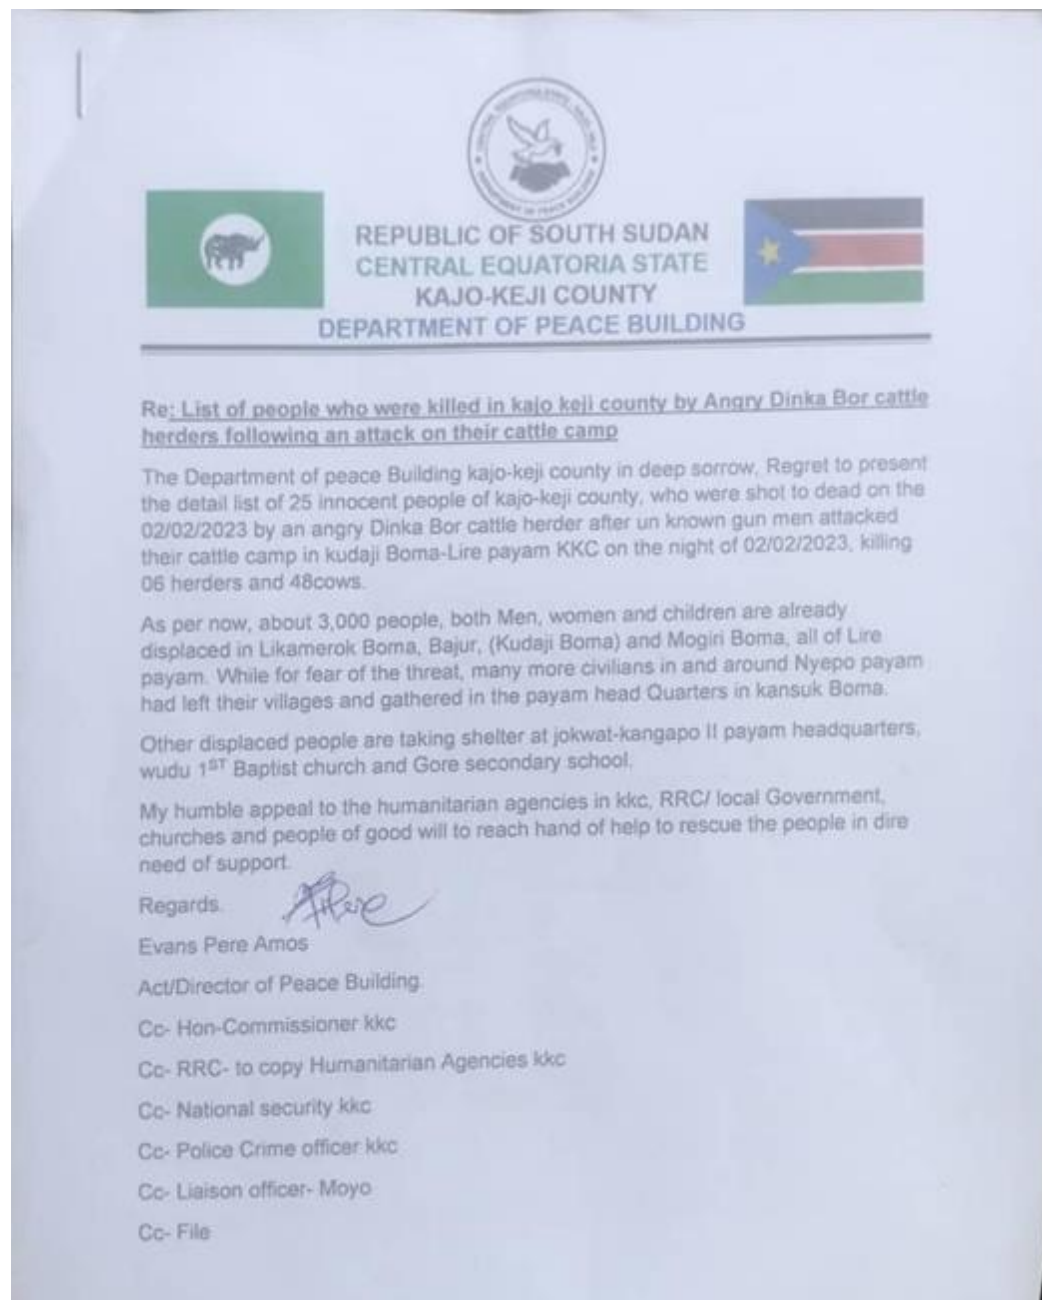 REPUBLIC OF SOUTH SUDAN
CENTRAL EQUATORIA STATE
KAJO-KEJI COUNTY
DEPARTMENT OF PEACE BUILDING
Re: List of people who were killed in kajo keji county by Angry Dinka Bor cattle
herders following an attack on their cattle camp
The Department of peace Building kajo-keji county in deep sorrow, Regret to present
the detail list of 25 innocent people of kajo-keji county, who were shot to dead on the
02/02/2023 by an angry Dinka Bor cattle herder after un known gun men attacked
their cattle camp in kudaji Boma-Lire payam KKC on the night of 02/02/2023, killing
06 herders and 48cows.
As per now, about 3,000 people, both Men, women and children are already
displaced in Likamerok Boma, Bajur, (Kudaji Boma) and Mogiri Boma, all of Lire
payam. While for fear of the threat, many more civilians in and around Nyepo payam
had left their villages and gathered in the payam head Quarters in kansuk Boma.
Other displaced people are taking shelter at jokwat-kangapo II payam headquarters,
wudu 1ST Baptist church and Gore secondary school.
My humble appeal to the humanitarian agencies in kkc, RRC/ local Government,
churches and people of good will to reach hand of help to rescue the people in dire
need of support.
Regards.
Evans Pere Amos
Act/Director of Peace Building.
Cc- Hon-Commissioner kkc
Cc- RRC- to copy Humanitarian Agencies kkc
Cc- National security kkc
Cc- Police Crime officer kkc
Cc- Liaison officer- Moyo
Cc- File